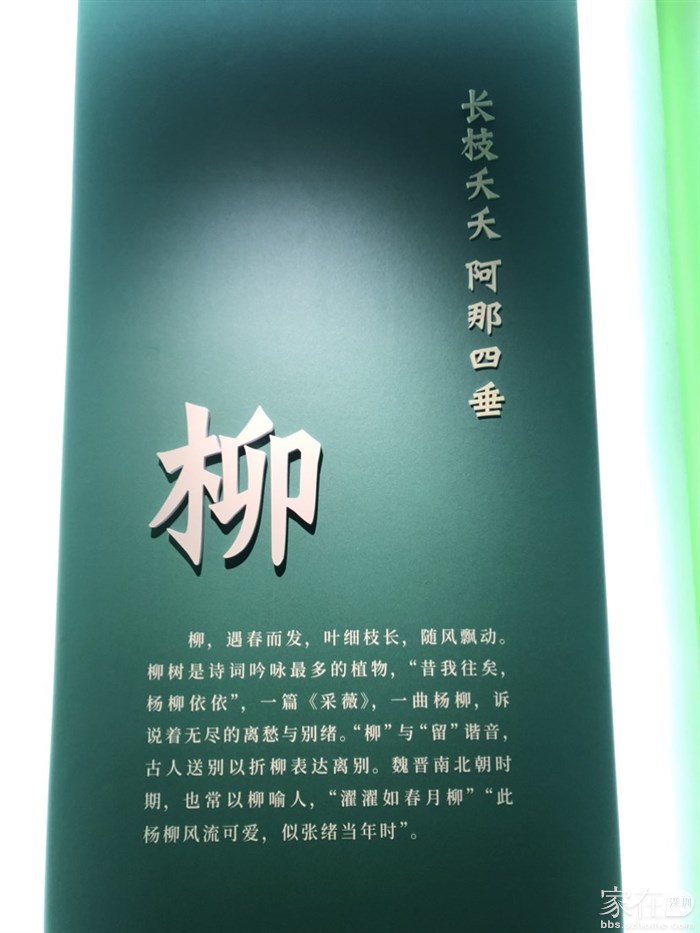 长枝夭夭 阿那四垂
柳
柳，遇春而发，叶细枝长，随风飘动。
柳树是诗词吟咏最多的植物，“昔我往矣，
杨柳依依”，一篇《采薇》，一曲杨柳，诉
说着无尽的离愁与别绪。“柳”与“留”谐音，
古人送别以折柳表达离别。魏晋南北朝时
期，也常以柳喻人，“濯濯如春月柳”“此
杨柳风流可爱，似张绪当年时”。
家在深圳
bbs.szhome.com